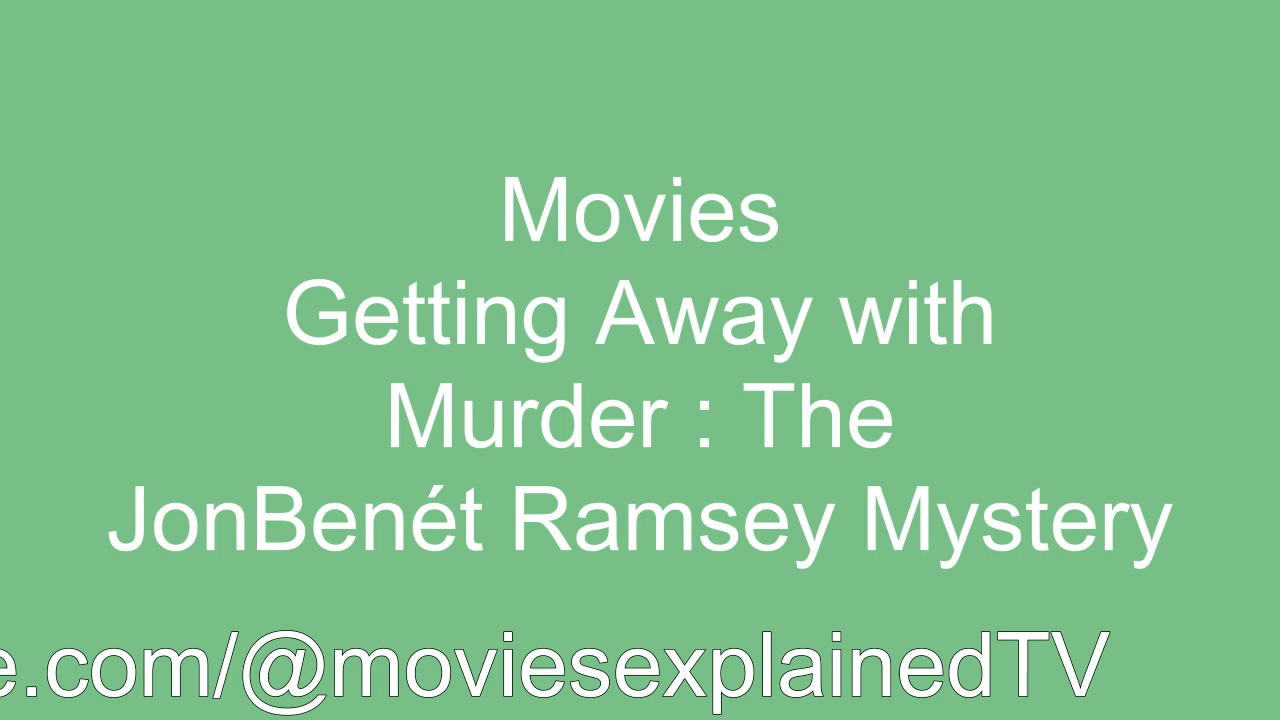 Movies
Getting Away with
Murder : The
JonBenét Ramsey Mystery
e.com/@moviesexplainedTV